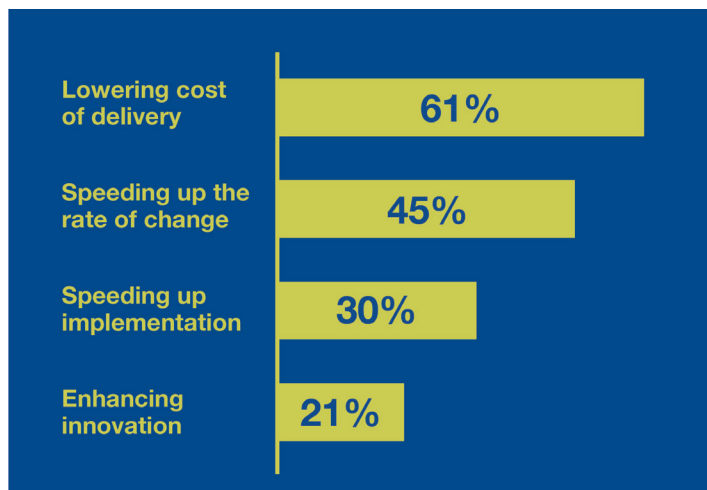 Lowering cost
of delivery
61%
Speeding up the
rate of change
45%
Speeding up
implementation
30%
Enhancing
innovation
21%